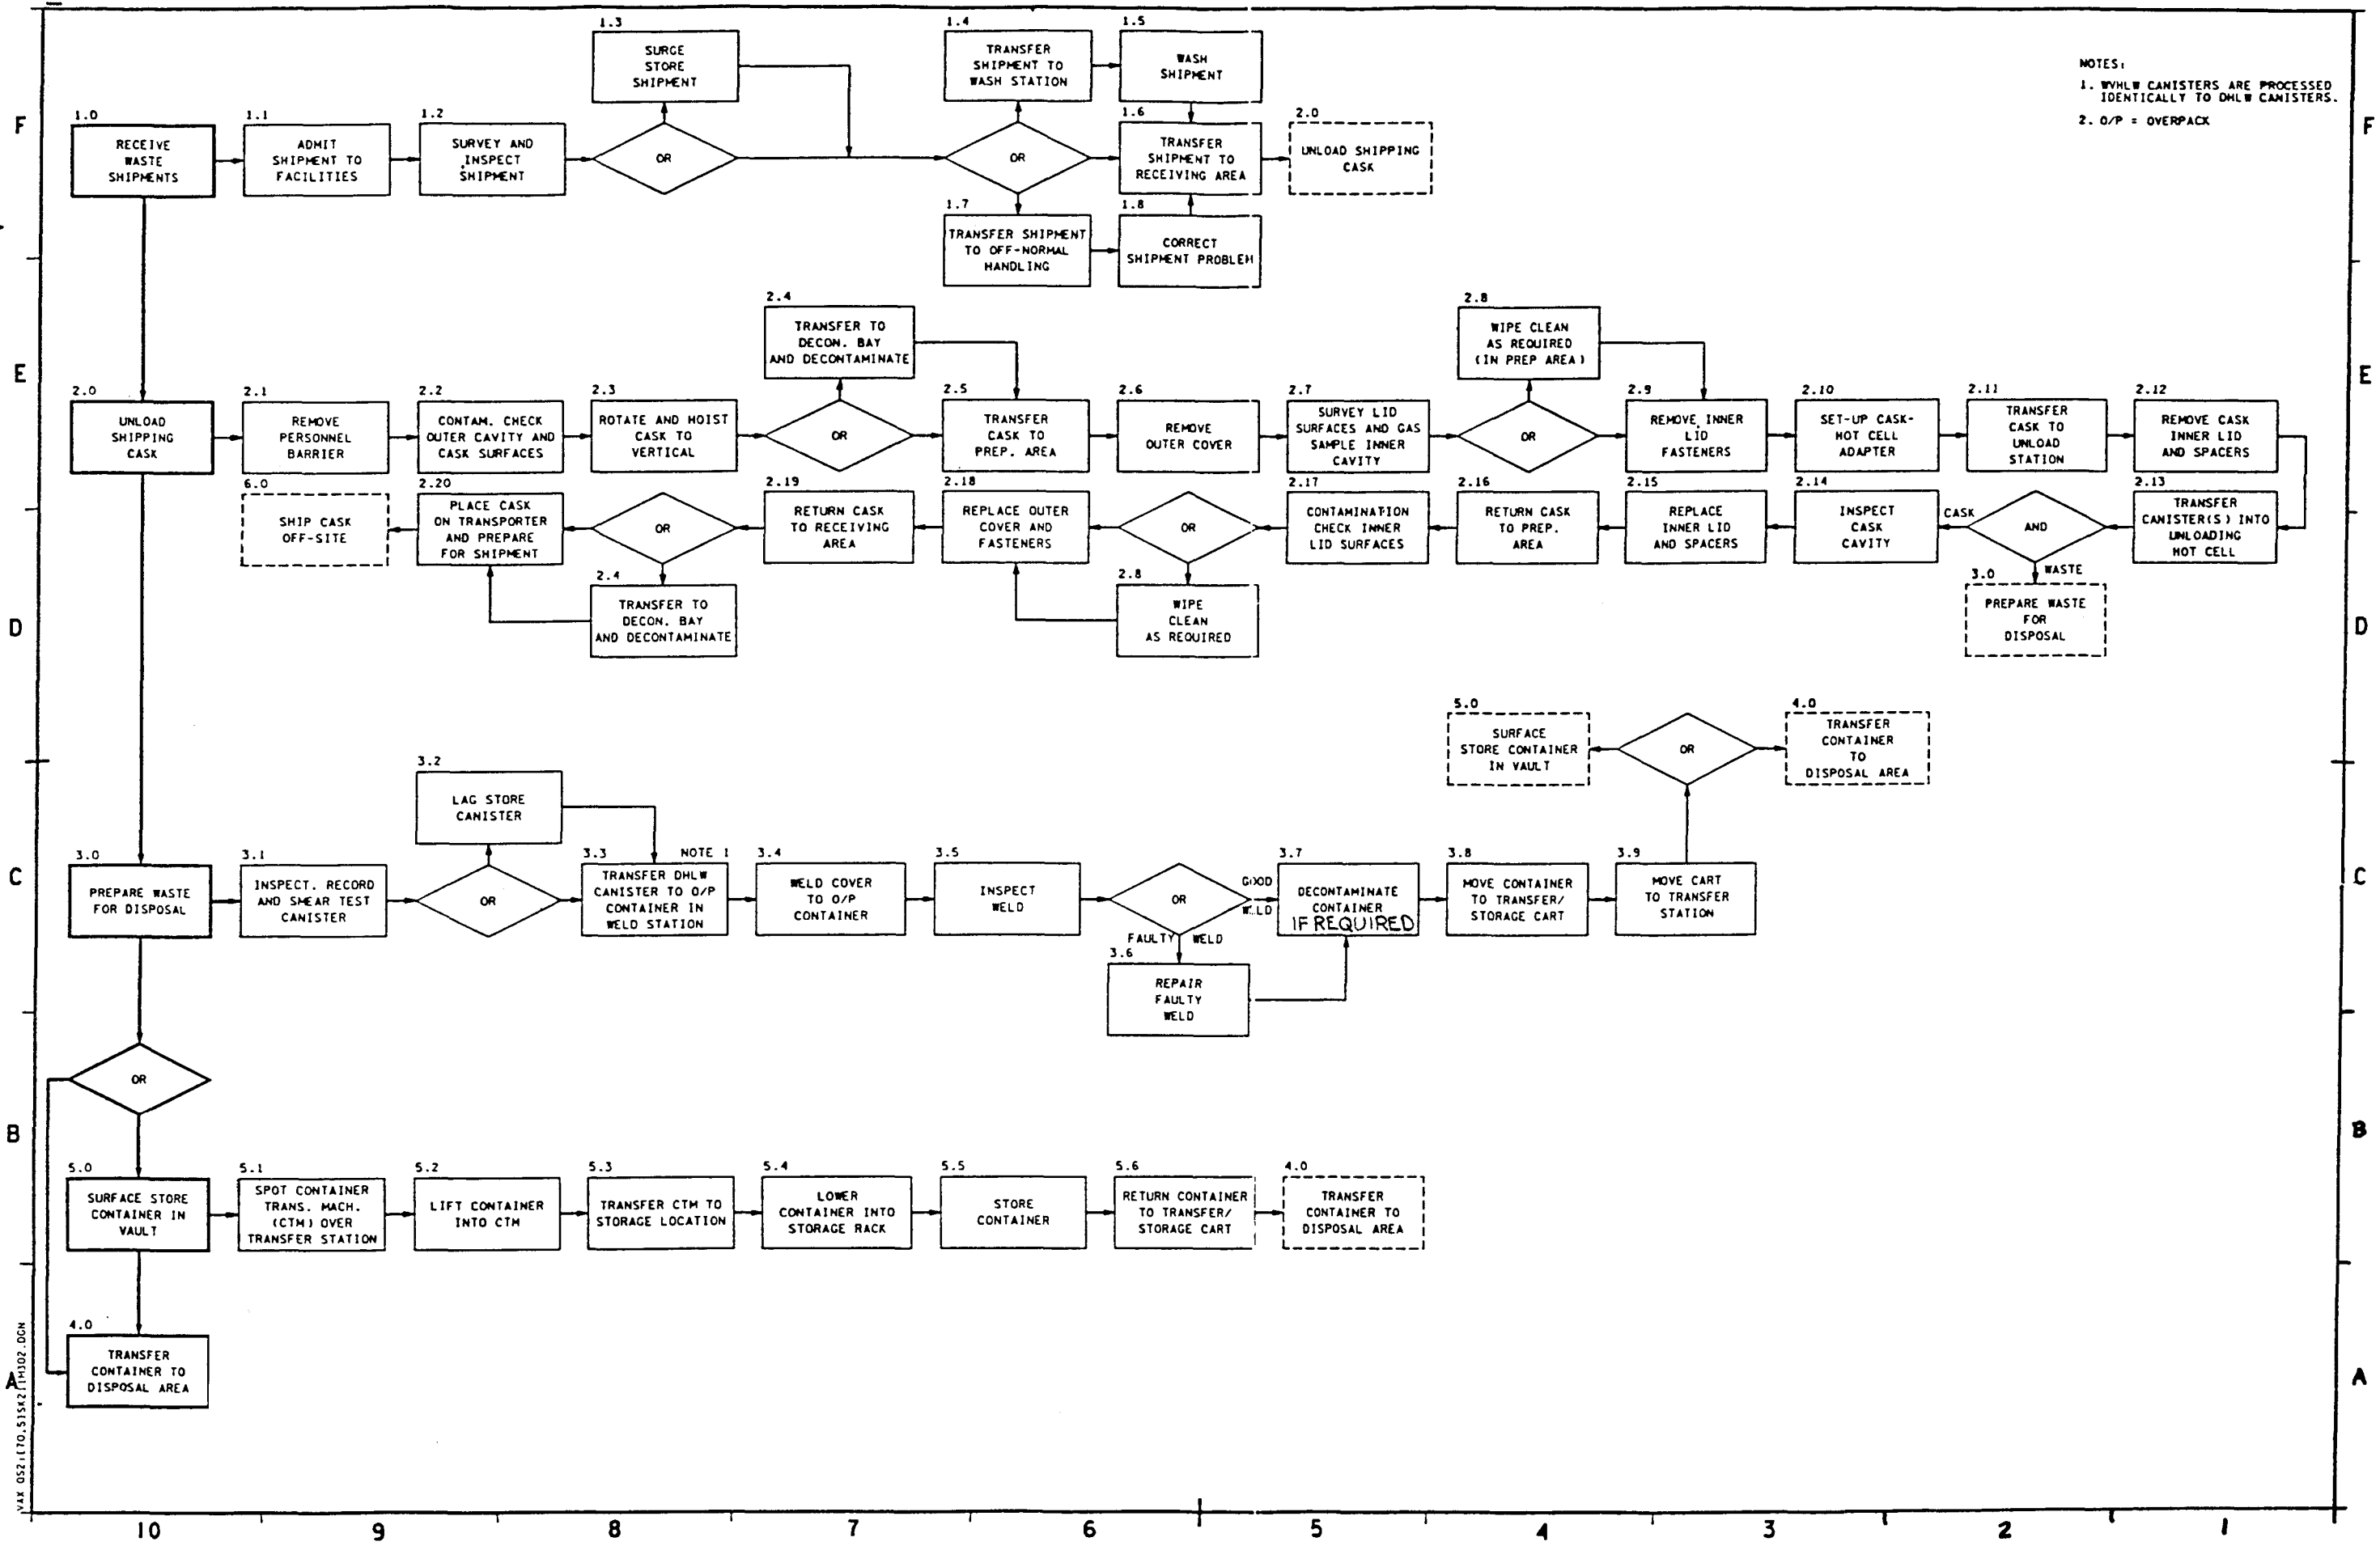 1.3
SURGE
STORE
SHIPMENT
1.4
TRANSFER
SHIPMENT TO
WASH STATION
1.5
WASH
SHIPMENT
NOTES:
1. WVHLW CANISTERS ARE PROCESSED
IDENTICALLY TO DHLW CANISTERS.
2. O/P = OVERPACK
F
F
1.0
RECEIVE
WASTE
SHIPMENTS
1.1
ADMIT
SHIPMENT TO
FACILITIES
1.2
SURVEY AND
INSPECT
SHIPMENT
OR
OR
1.6
TRANSFER
SHIPMENT TO
RECEIVING AREA
2.0
UNLOAD SHIPPING
CASK
1.7
TRANSFER SHIPMENT
TO OFF-NORMAL
HANDLING
1.8
CORRECT
SHIPMENT PROBLEM
2.4
TRANSFER TO
DECON. BAY
AND DECONTAMINATE
2.8
WIPE CLEAN
AS REQUIRED
(IN PREP AREA)
E
E
2.0
UNLOAD
SHIPPING
CASK
2.1
REMOVE
PERSONNEL
BARRIER
2.2
CONTAM. CHECK
OUTER CAVITY AND
CASK SURFACES
2.3
ROTATE AND HOIST
CASK TO
VERTICAL
OR
2.5
TRANSFER
CASK TO
PREP. AREA
2.6
REMOVE
OUTER COVER
2.7
SURVEY LID
SURFACES AND GAS
SAMPLE INNER
CAVITY
OR
2.9
REMOVE INNER
LID
FASTENERS
2.10
SET-UP CASK-
HOT CELL
ADAPTER
2.11
TRANSFER
CASK TO
UNLOAD
STATION
2.12
REMOVE CASK
INNER LID
AND SPACERS
6.0
SHIP CASK
OFF-SITE
2.20
PLACE CASK
ON TRANSPORTER
AND PREPARE
FOR SHIPMENT
OR
2.19
RETURN CASK
TO RECEIVING
AREA
2.18
REPLACE OUTER
COVER AND
FASTENERS
OR
2.17
CONTAMINATION
CHECK INNER
LID SURFACES
2.16
RETURN CASK
TO PREP.
AREA
2.15
REPLACE
INNER LID
AND SPACERS
2.14
INSPECT
CASK
CAVITY
CASK
AND
WASTE
2.13
TRANSFER
CANISTER(S) INTO
UNLOADING
HOT CELL
2.4
TRANSFER TO
DECON. BAY
AND DECONTAMINATE
2.8
WIPE
CLEAN
AS REQUIRED
3.0
PREPARE WASTE
FOR
DISPOSAL
D
D
5.0
SURFACE
STORE CONTAINER
IN VAULT
OR
4.0
TRANSFER
CONTAINER
TO
DISPOSAL AREA
3.2
LAG STORE
CANISTER
C
C
3.0
PREPARE WASTE
FOR DISPOSAL
3.1
INSPECT. RECORD
AND SMEAR TEST
CANISTER
OR
3.3
NOTE 1
TRANSFER DHLW
CANISTER TO O/P
CONTAINER IN
WELD STATION
3.4
WELD COVER
TO O/P
CONTAINER
3.5
INSPECT
WELD
OR
GOOD
WELD
FAULTY WELD
3.7
DECONTAMINATE
CONTAINER
IF REQUIRED
3.8
MOVE CONTAINER
TO TRANSFER/
STORAGE CART
3.9
MOVE CART
TO TRANSFER
STATION
3.6
REPAIR
FAULTY
WELD
OR
B
B
5.0
SURFACE STORE
CONTAINER IN
VAULT
5.1
SPOT CONTAINER
TRANS. MACH.
(CTM) OVER
TRANSFER STATION
5.2
LIFT CONTAINER
INTO CTM
5.3
TRANSFER CTM TO
STORAGE LOCATION
5.4
LOWER
CONTAINER INTO
STORAGE RACK
5.5
STORE
CONTAINER
5.6
RETURN CONTAINER
TO TRANSFER/
STORAGE CART
4.0
TRANSFER
CONTAINER TO
DISPOSAL AREA
4.0
TRANSFER
CONTAINER TO
DISPOSAL AREA
A
A
10
9
8
7
6
5
4
3
2
1